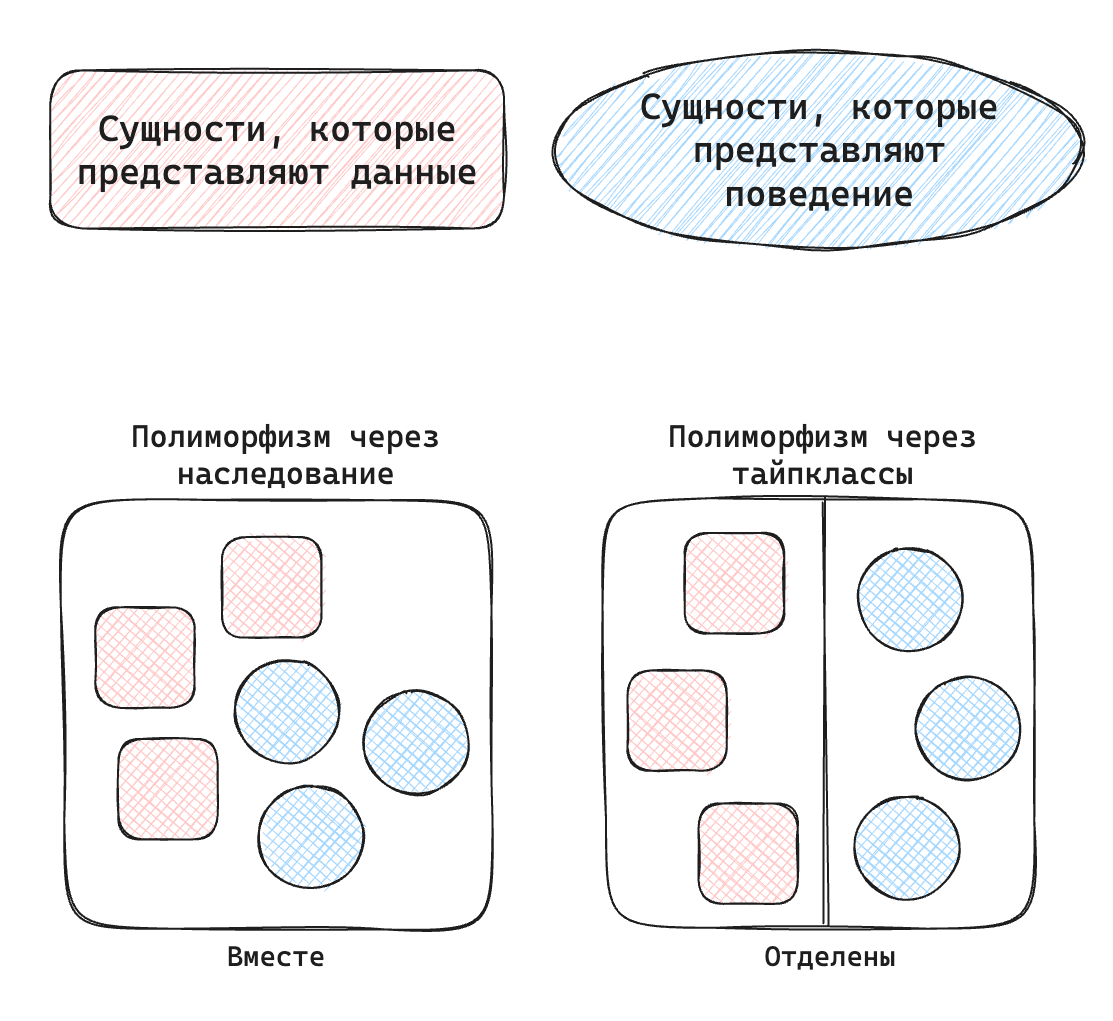 Сущности, которые
представляют данные
Сущности, которые
представляют
поведение
Полиморфизм через
наследование
Полиморфизм через
тайпклассы
Вместе
Отделены